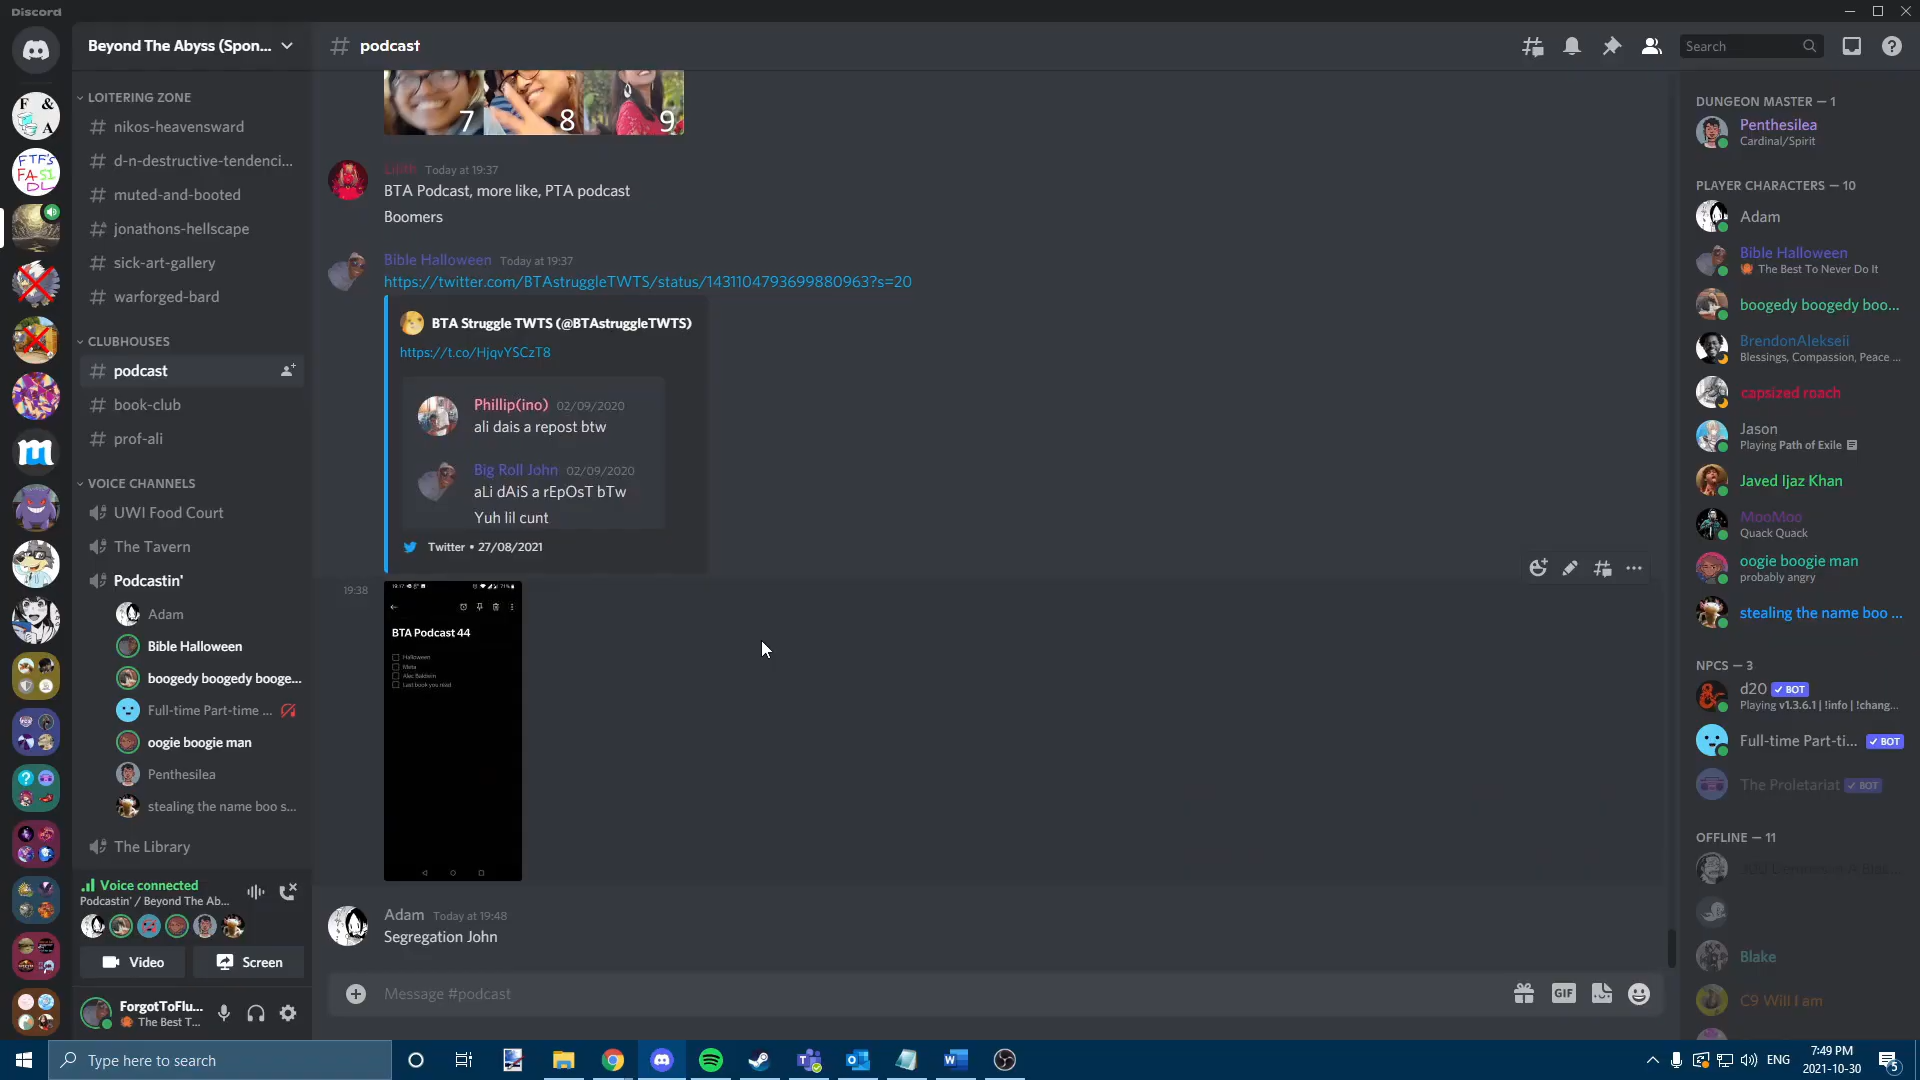 Discord
Beyond The Abyss (Spon...
LOITERING ZONE
nikos-heavensward
d-n-destructive-tendenci...
muted-and-booted
jonathons-hellscape
sick-art-gallery
warforged-bard
CLUBHOUSES
podcast
book-club
prof-ali
VOICE CHANNELS
UWI Food Court
The Tavern
Podcastin'
Adam
Bible Halloween
boogedy boogedy booge...
Full-time Part-time ...
oogie boogie man
Penthesilea
stealing the name boo s...
The Library
Voice connected
Podcastin' / Beyond The Ab...
Video
Screen
ForgotToFlu...
The Best T...
F & A
FTF's
FASI
DL
podcast
Search
7 8 9
Lilith Today at 19:37
BTA Podcast, more like, PTA podcast
Boomers
Bible Halloween Today at 19:37
https://twitter.com/BTAstruggleTWTS/status/1431104793699880963?s=20
BTA Struggle TWTS (@BTAstruggleTWTS)
https://t.co/HjqvYSCzT8
Phillip(ino) 02/09/2020
ali dais a repost btw
Big Roll John 02/09/2020
aLi dAiS a rEpOsT bTw
Yuh lil cunt
Twitter • 27/08/2021
19:38
BTA Podcast 44
Halloween
Meta
Alec Baldwin
Last book you read
Adam Today at 19:48
Segregation John
Message #podcast
GIF
DUNGEON MASTER — 1
Penthesilea
Cardinal/Spirit
PLAYER CHARACTERS — 10
Adam
Bible Halloween
The Best To Never Do It
boogedy boogedy boo...
BrendonAlekseii
Blessings, Compassion, Peace ...
capsized roach
Jason
Playing Path of Exile
Javed Ijaz Khan
MooMoo
Quack Quack
oogie boogie man
probably angry
stealing the name boo ...
NPCS — 3
d20 BOT
Playing v1.3.6.1 | !info | !chang...
Full-time Part-ti... BOT
The Proletariat BOT
OFFLINE — 11
Blake
C9 Will I am
Type here to search
ENG
7:49 PM
2021-10-30
5